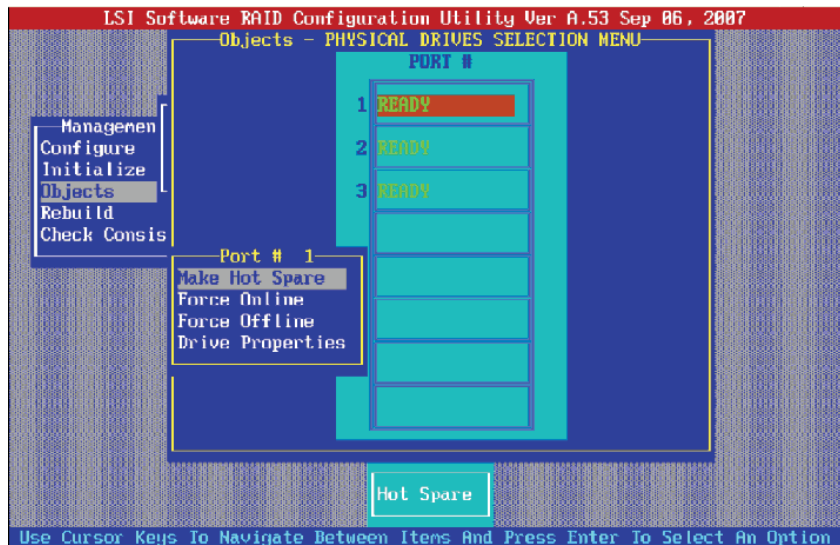 LSI Software RAID Configuration Utility Ver A.53 Sep 06, 2007
Objects - PHYSICAL DRIVES SELECTION MENU
PORT #
1 READY
2 READY
3 READY
Managemen
Configure
Initialize
Objects
Rebuild
Check Consis
Port # 1
Make Hot Spare
Force Online
Force Offline
Drive Properties
Hot Spare
Use Cursor Keys To Navigate Between Items And Press Enter To Select An Option